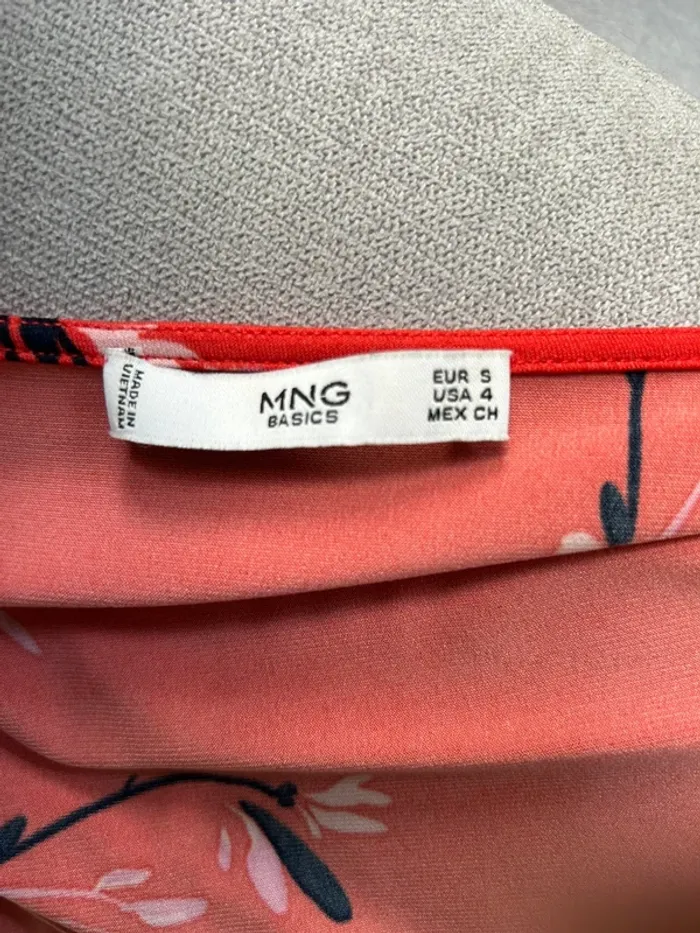 MADE IN
VIETNAM
MNG
BASICS
EUR S
USA 4
MEX CH